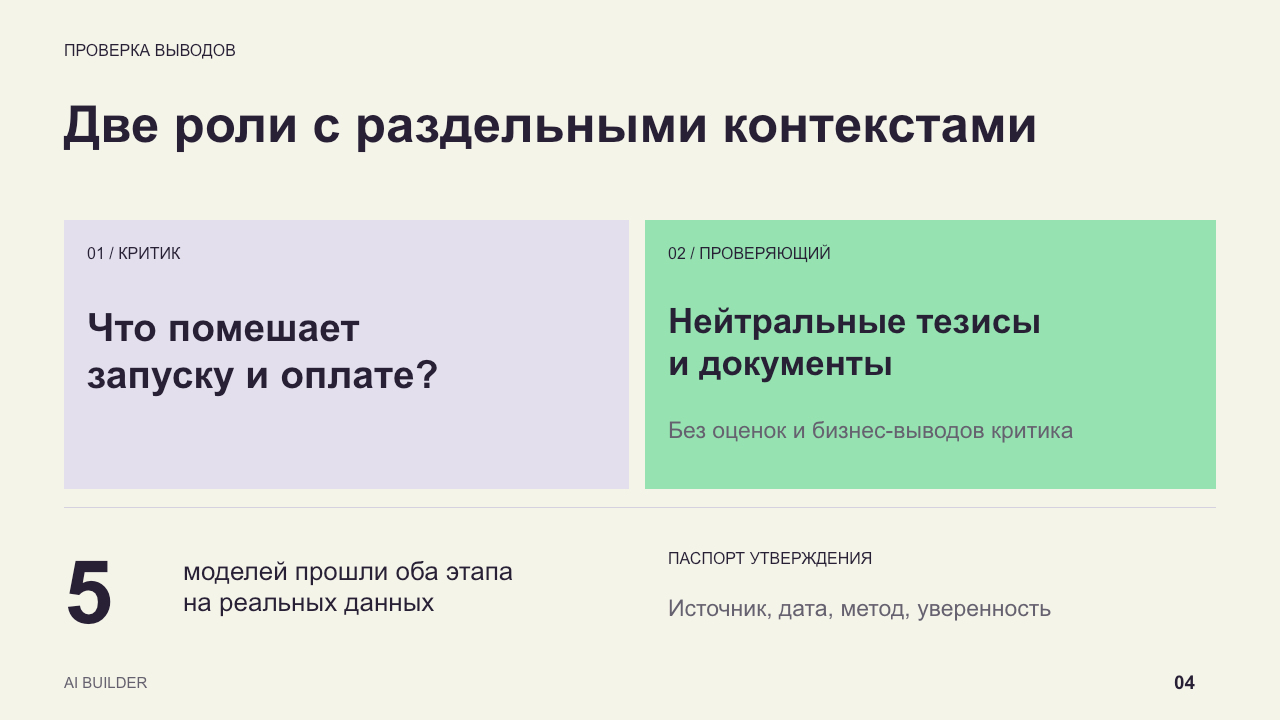 ПРОВЕРКА ВЫВОДОВ
Две роли с раздельными контекстами
01 / КРИТИК
Что помешает
запуску и оплате?
02 / ПРОВЕРЯЮЩИЙ
Нейтральные тезисы
и документы
Без оценок и бизнес-выводов критика
5
моделей прошли оба этапа
на реальных данных
ПАСПОРТ УТВЕРЖДЕНИЯ
Источник, дата, метод, уверенность
AI BUILDER
04